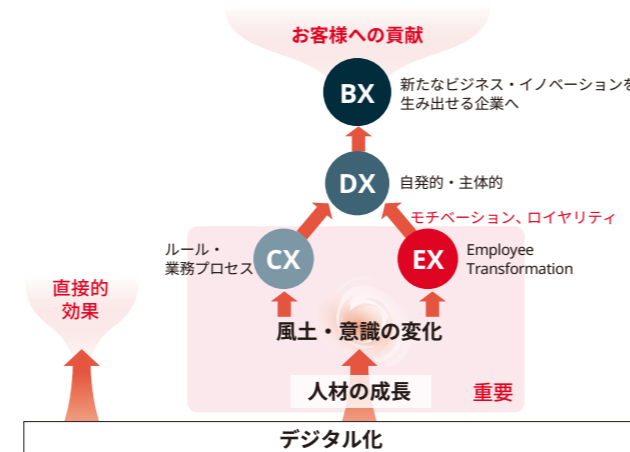 お客様への貢献
BX
新たなビジネス・イノベーションを
生み出せる企業へ
DX
自発的・主体的
モチベーション、ロイヤリティ
ルール・
業務プロセス
CX
EX
Employee
Transformation
直接的
効果
風土・意識の変化
人材の成長
重要
デジタル化